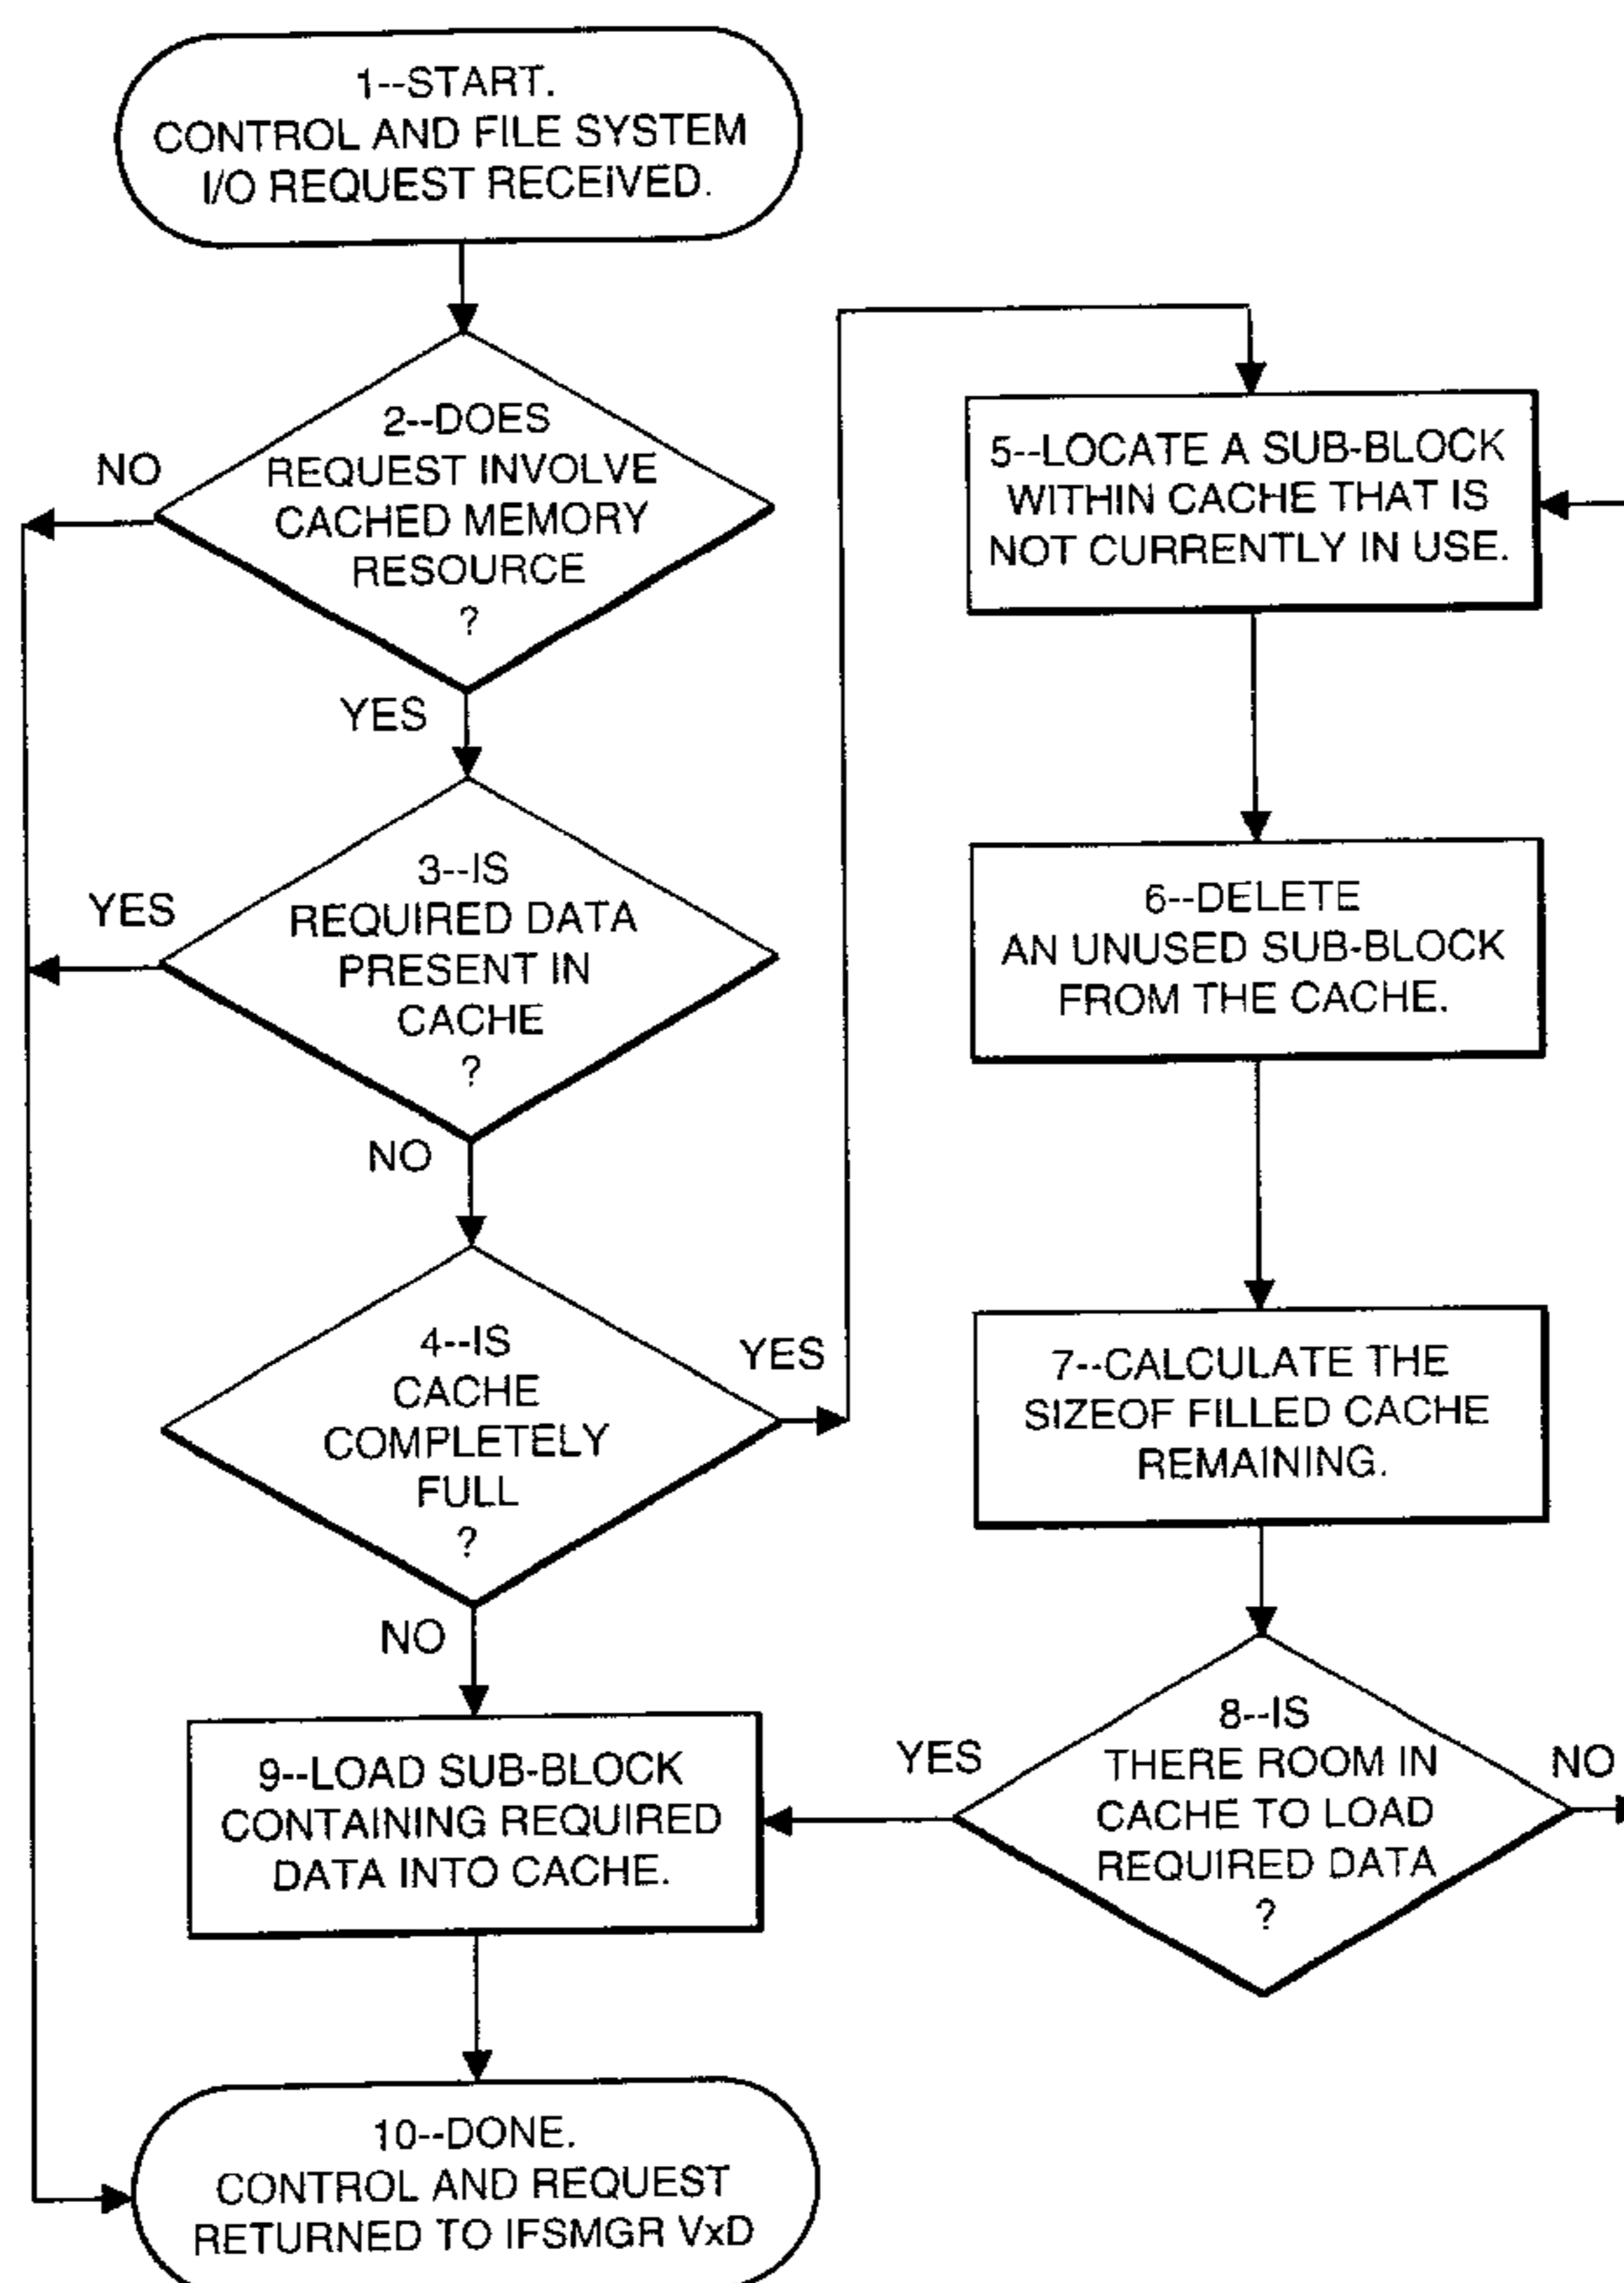 1--START.
CONTROL AND FILE SYSTEM
I/O REQUEST RECEIVED.
2--DOES
REQUEST INVOLVE
CACHED MEMORY
RESOURCE
?
NO
YES
3--IS
REQUIRED DATA
PRESENT IN
CACHE
?
YES
NO
4--IS
CACHE
COMPLETELY
FULL
?
YES
NO
5--LOCATE A SUB-BLOCK
WITHIN CACHE THAT IS
NOT CURRENTLY IN USE.
6--DELETE
AN UNUSED SUB-BLOCK
FROM THE CACHE.
7--CALCULATE THE
SIZEOF FILLED CACHE
REMAINING.
8--IS
THERE ROOM IN
CACHE TO LOAD
REQUIRED DATA
?
YES
NO
9--LOAD SUB-BLOCK
CONTAINING REQUIRED
DATA INTO CACHE.
10--DONE.
CONTROL AND REQUEST
RETURNED TO IFSMGR VxD